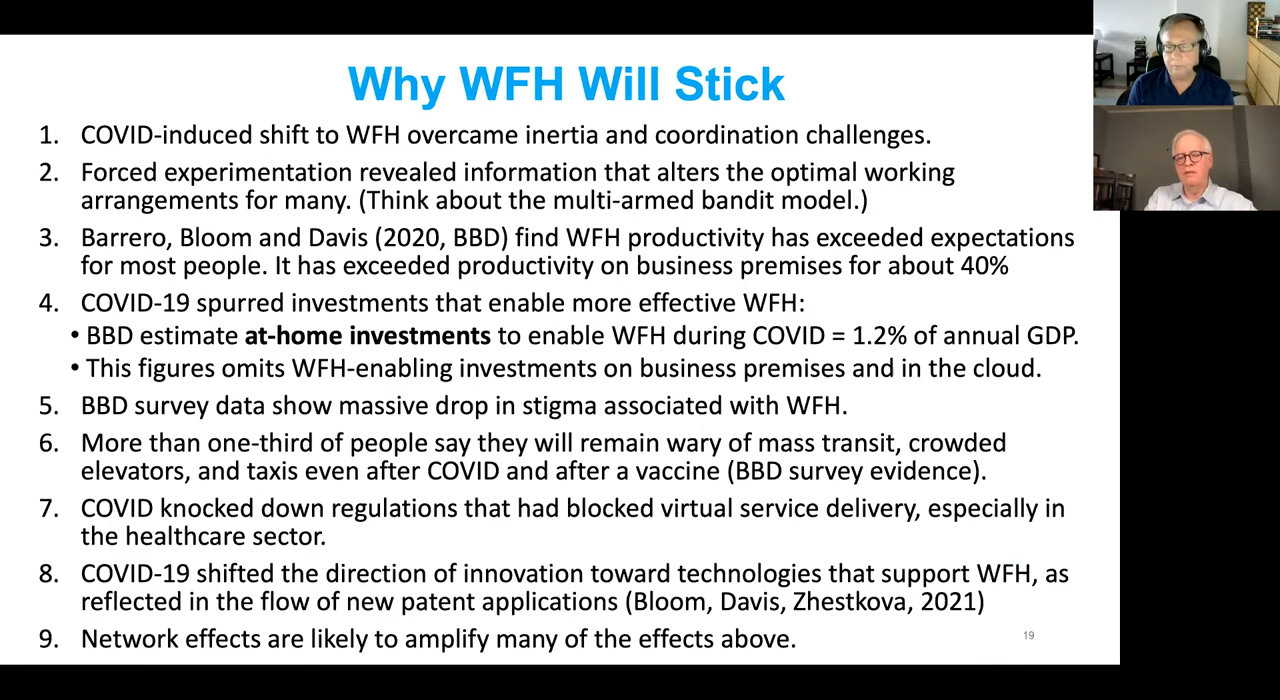 Why WFH Will Stick
1. COVID-induced shift to WFH overcame inertia and coordination challenges.
2. Forced experimentation revealed information that alters the optimal working
arrangements for many. (Think about the multi-armed bandit model.)
3. Barrero, Bloom and Davis (2020, BBD) find WFH productivity has exceeded expectations
for most people. It has exceeded productivity on business premises for about 40%
4. COVID-19 spurred investments that enable more effective WFH:
• BBD estimate at-home investments to enable WFH during COVID = 1.2% of annual GDP.
• This figures omits WFH-enabling investments on business premises and in the cloud.
5. BBD survey data show massive drop in stigma associated with WFH.
6. More than one-third of people say they will remain wary of mass transit, crowded
elevators, and taxis even after COVID and after a vaccine (BBD survey evidence).
7. COVID knocked down regulations that had blocked virtual service delivery, especially in
the healthcare sector.
8. COVID-19 shifted the direction of innovation toward technologies that support WFH, as
reflected in the flow of new patent applications (Bloom, Davis, Zhestkova, 2021)
9. Network effects are likely to amplify many of the effects above.
19